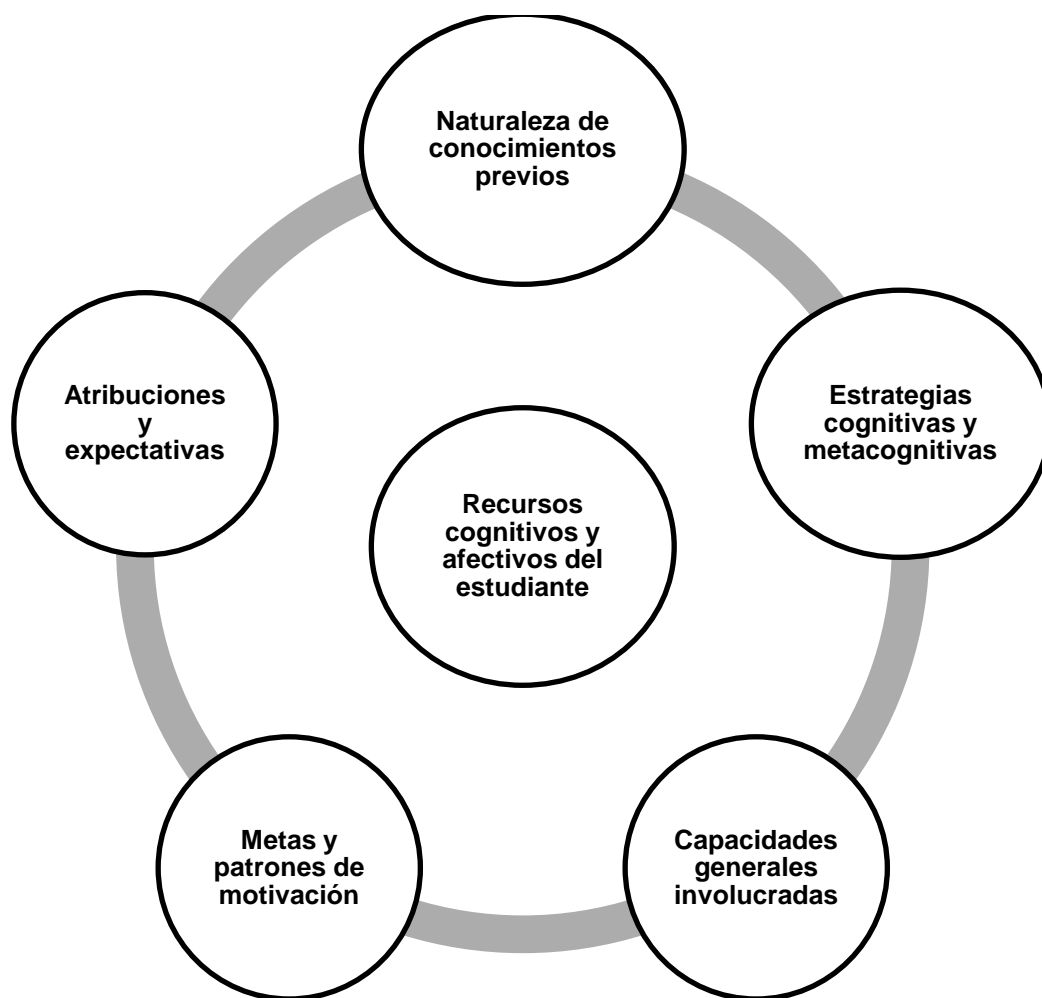 Naturaleza de
conocimientos
previos
Estrategias
cognitivas y
metacognitivas
Capacidades
generales
involucradas
Metas y
patrones de
motivación
Atribuciones
y
expectativas
Recursos
cognitivos y
afectivos del
estudiante